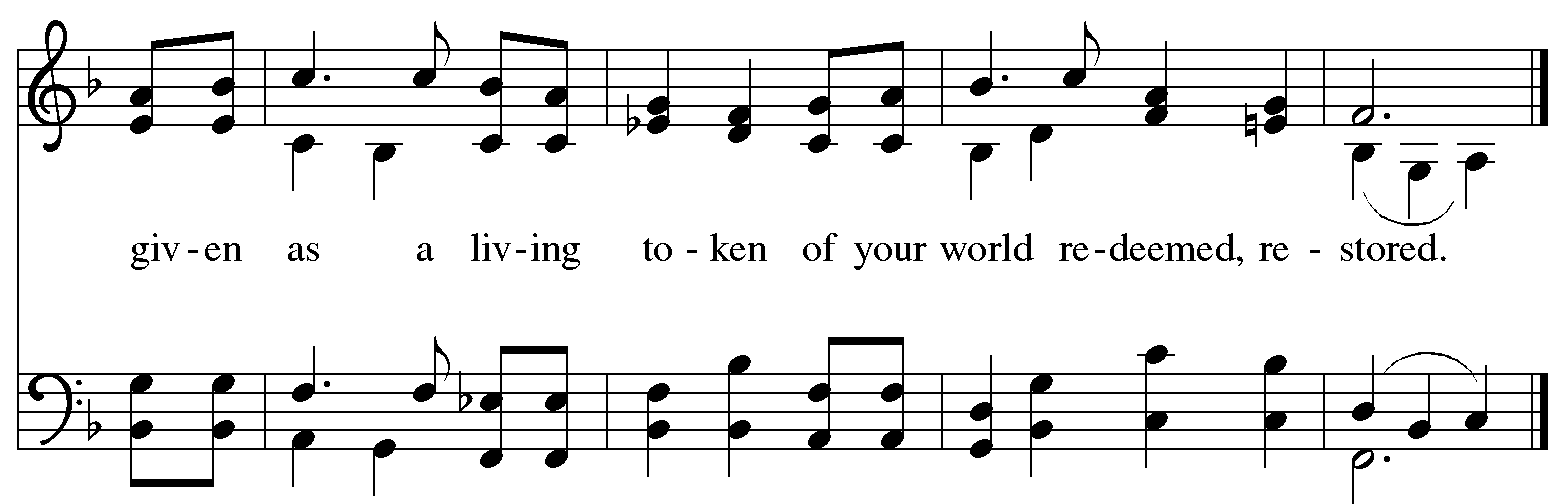 giv-en as a liv-ing to-ken of your world re-deemed, re-stored.